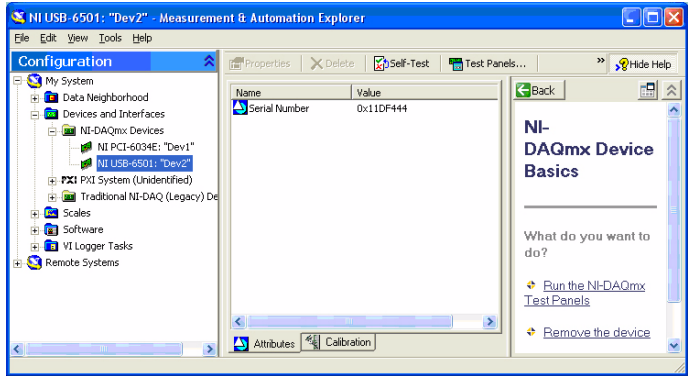 NI USB-6501: "Dev2" - Measurement & Automation Explorer
File Edit View Tools Help
Configuration
My System
Data Neighborhood
Devices and Interfaces
NI-DAQmx Devices
NI PCI-6034E: "Dev1"
NI USB-6501: "Dev2"
PXI PXI System (Unidentified)
Traditional NI-DAQ (Legacy) De
Scales
Software
VI Logger Tasks
Remote Systems
Properties Delete Self-Test Test Panels... » Hide Help
Name Value
Serial Number 0x11DF444
Attributes Calibration
Back
NI-
DAQmx Device
Basics
What do you want to
do?
Run the NI-DAQmx
Test Panels
Remove the device